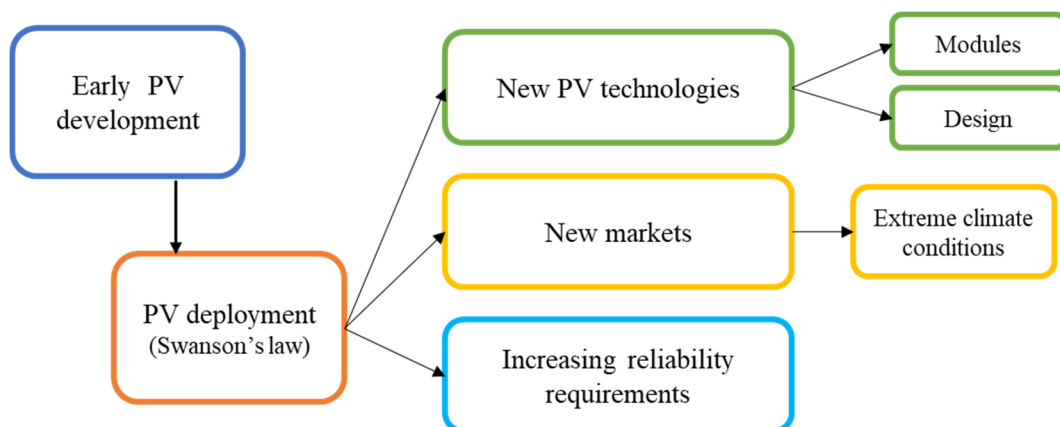 Early PV
development
PV deployment
(Swanson's law)
New PV technologies
Modules
Design
New markets
Extreme climate
conditions
Increasing reliability
requirements